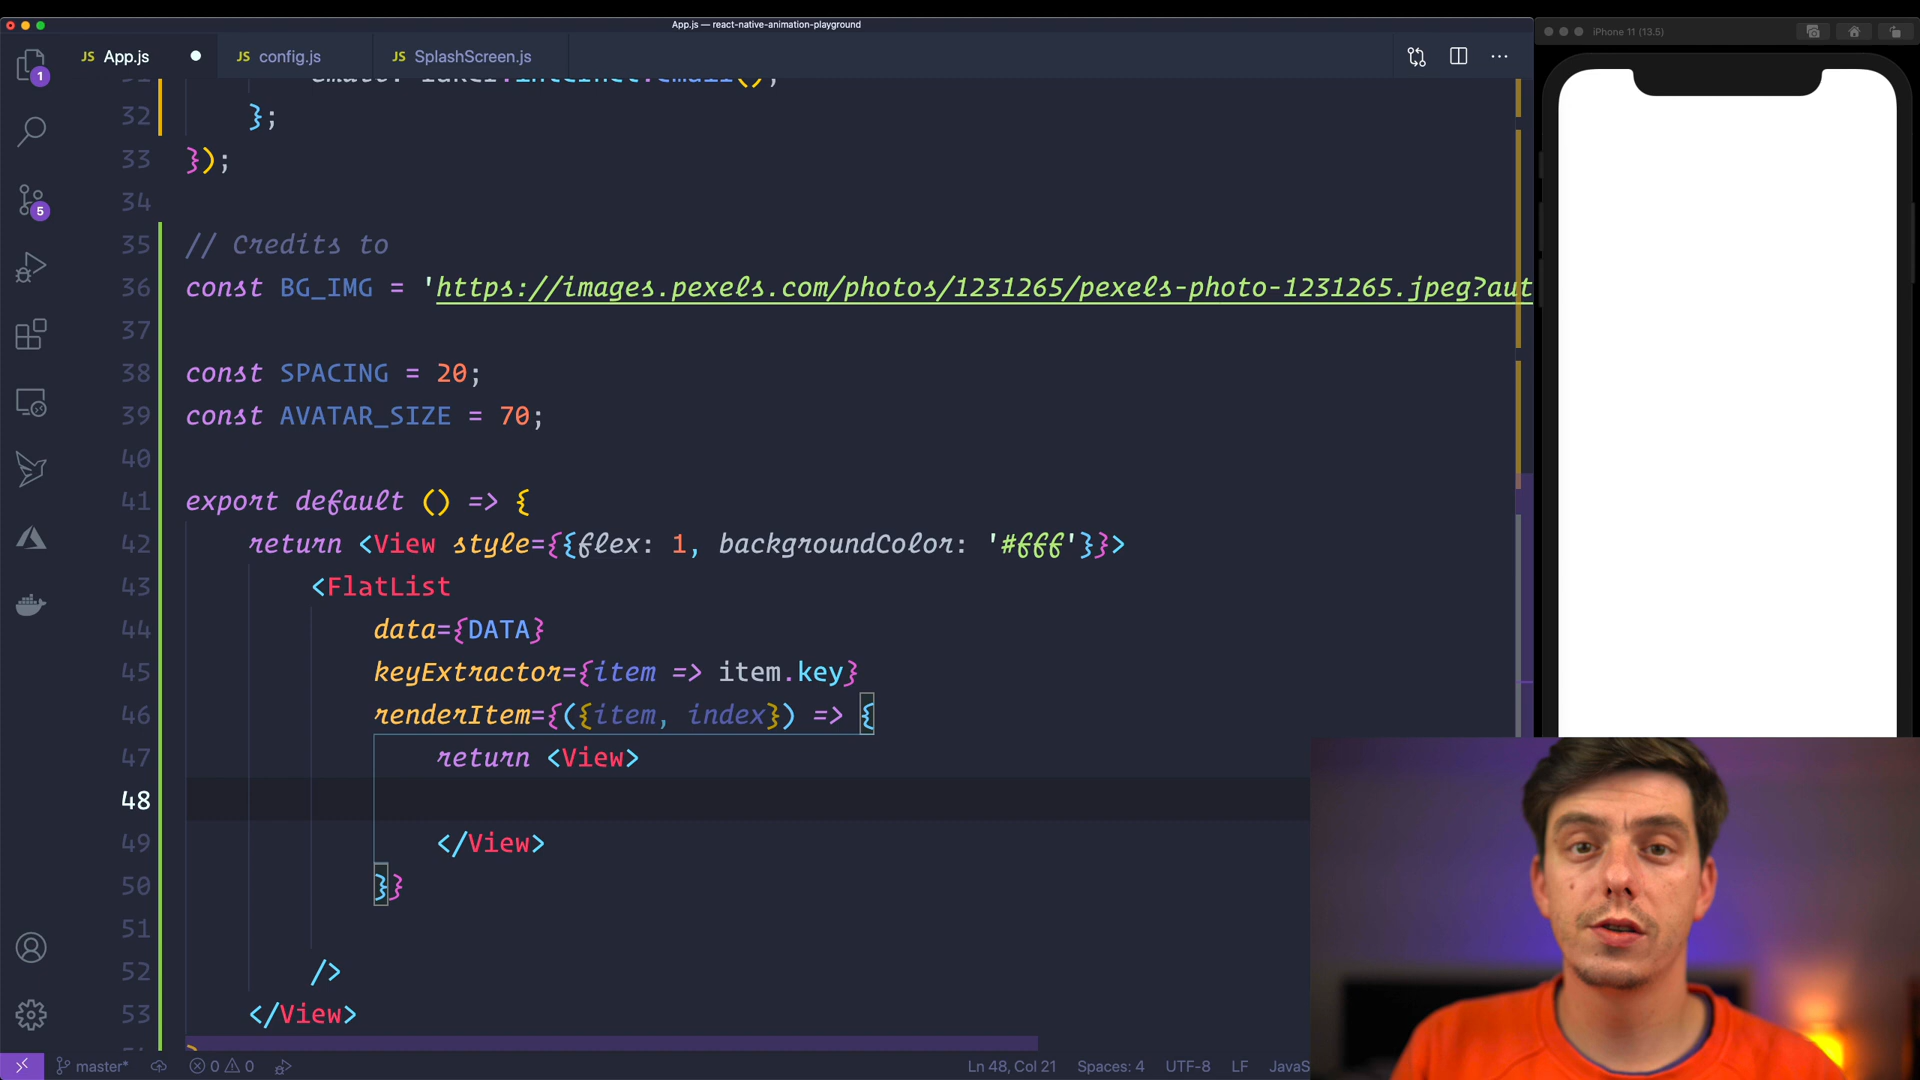 App.js — react-native-animation-playground
iPhone 11 (13.5)
JS App.js
JS config.js
JS SplashScreen.js
1
5
32 };
33 });
34
35 // Credits to
36 const BG_IMG = 'https://images.pexels.com/photos/1231265/pexels-photo-1231265.jpeg?aut
37
38 const SPACING = 20;
39 const AVATAR_SIZE = 70;
40
41 export default () => {
42 return <View style={{flex: 1, backgroundColor: '#fff'}}>
43 <FlatList
44 data={DATA}
45 keyExtractor={item => item.key}
46 renderItem={({item, index}) => {
47 return <View>
48
49 </View>
50 }}
51
52 />
53 </View>
master* 0 0 Ln 48, Col 21 Spaces: 4 UTF-8 LF JavaS